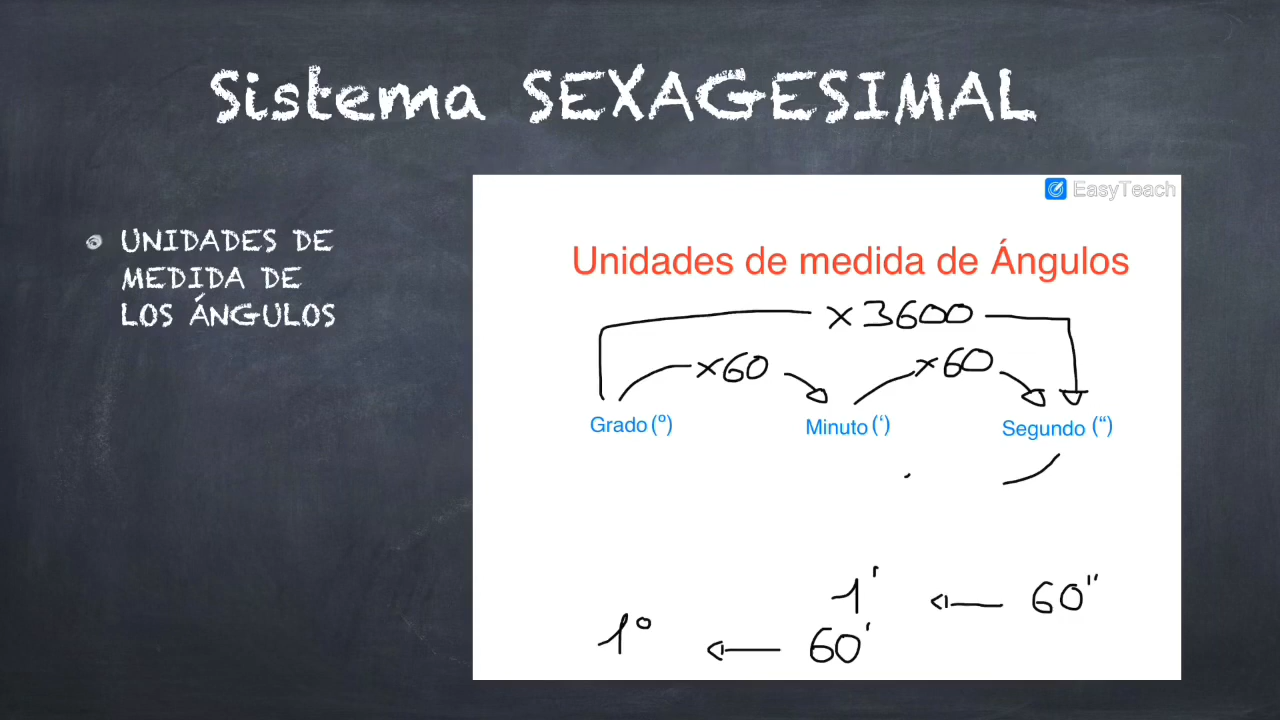 Sistema SEXAGESIMAL
UNIDADES DE
MEDIDA DE
LOS ÁNGULOS
EasyTeach
Unidades de medida de Ángulos
x 3600
x60 x60
Grado (º) Minuto (‘) Segundo (“)
1' 60''
1º 60'